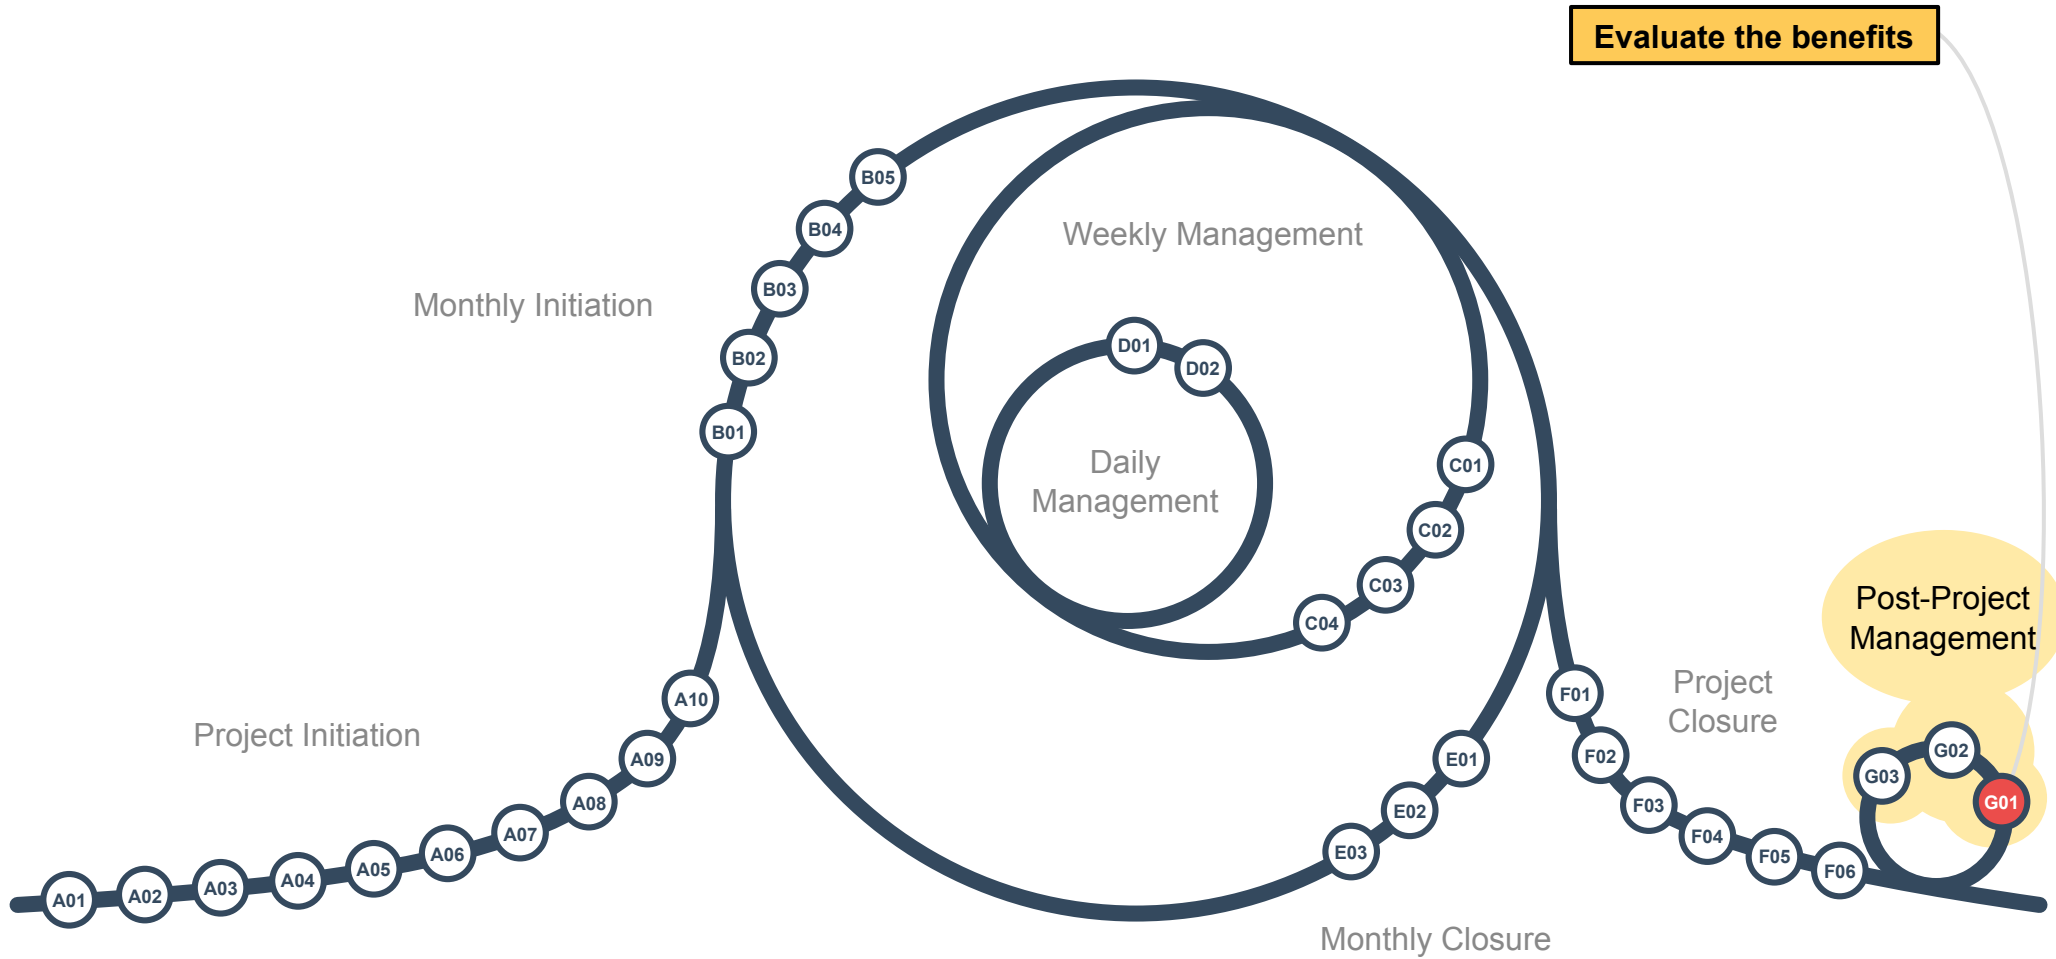 Evaluate the benefits
B05
B04
Weekly Management
B03
Monthly Initiation
D01
B02
D02
B01
Daily
Management
C01
C02
C03
Post-Project
Management
C04
Project
Closure
F01
A10
Project Initiation
G02
F02
A09
E01
G03
G01
A08
F03
E02
A07
F04
A06
E03
F05
A05
F06
A04
A03
A02
A01
Monthly Closure